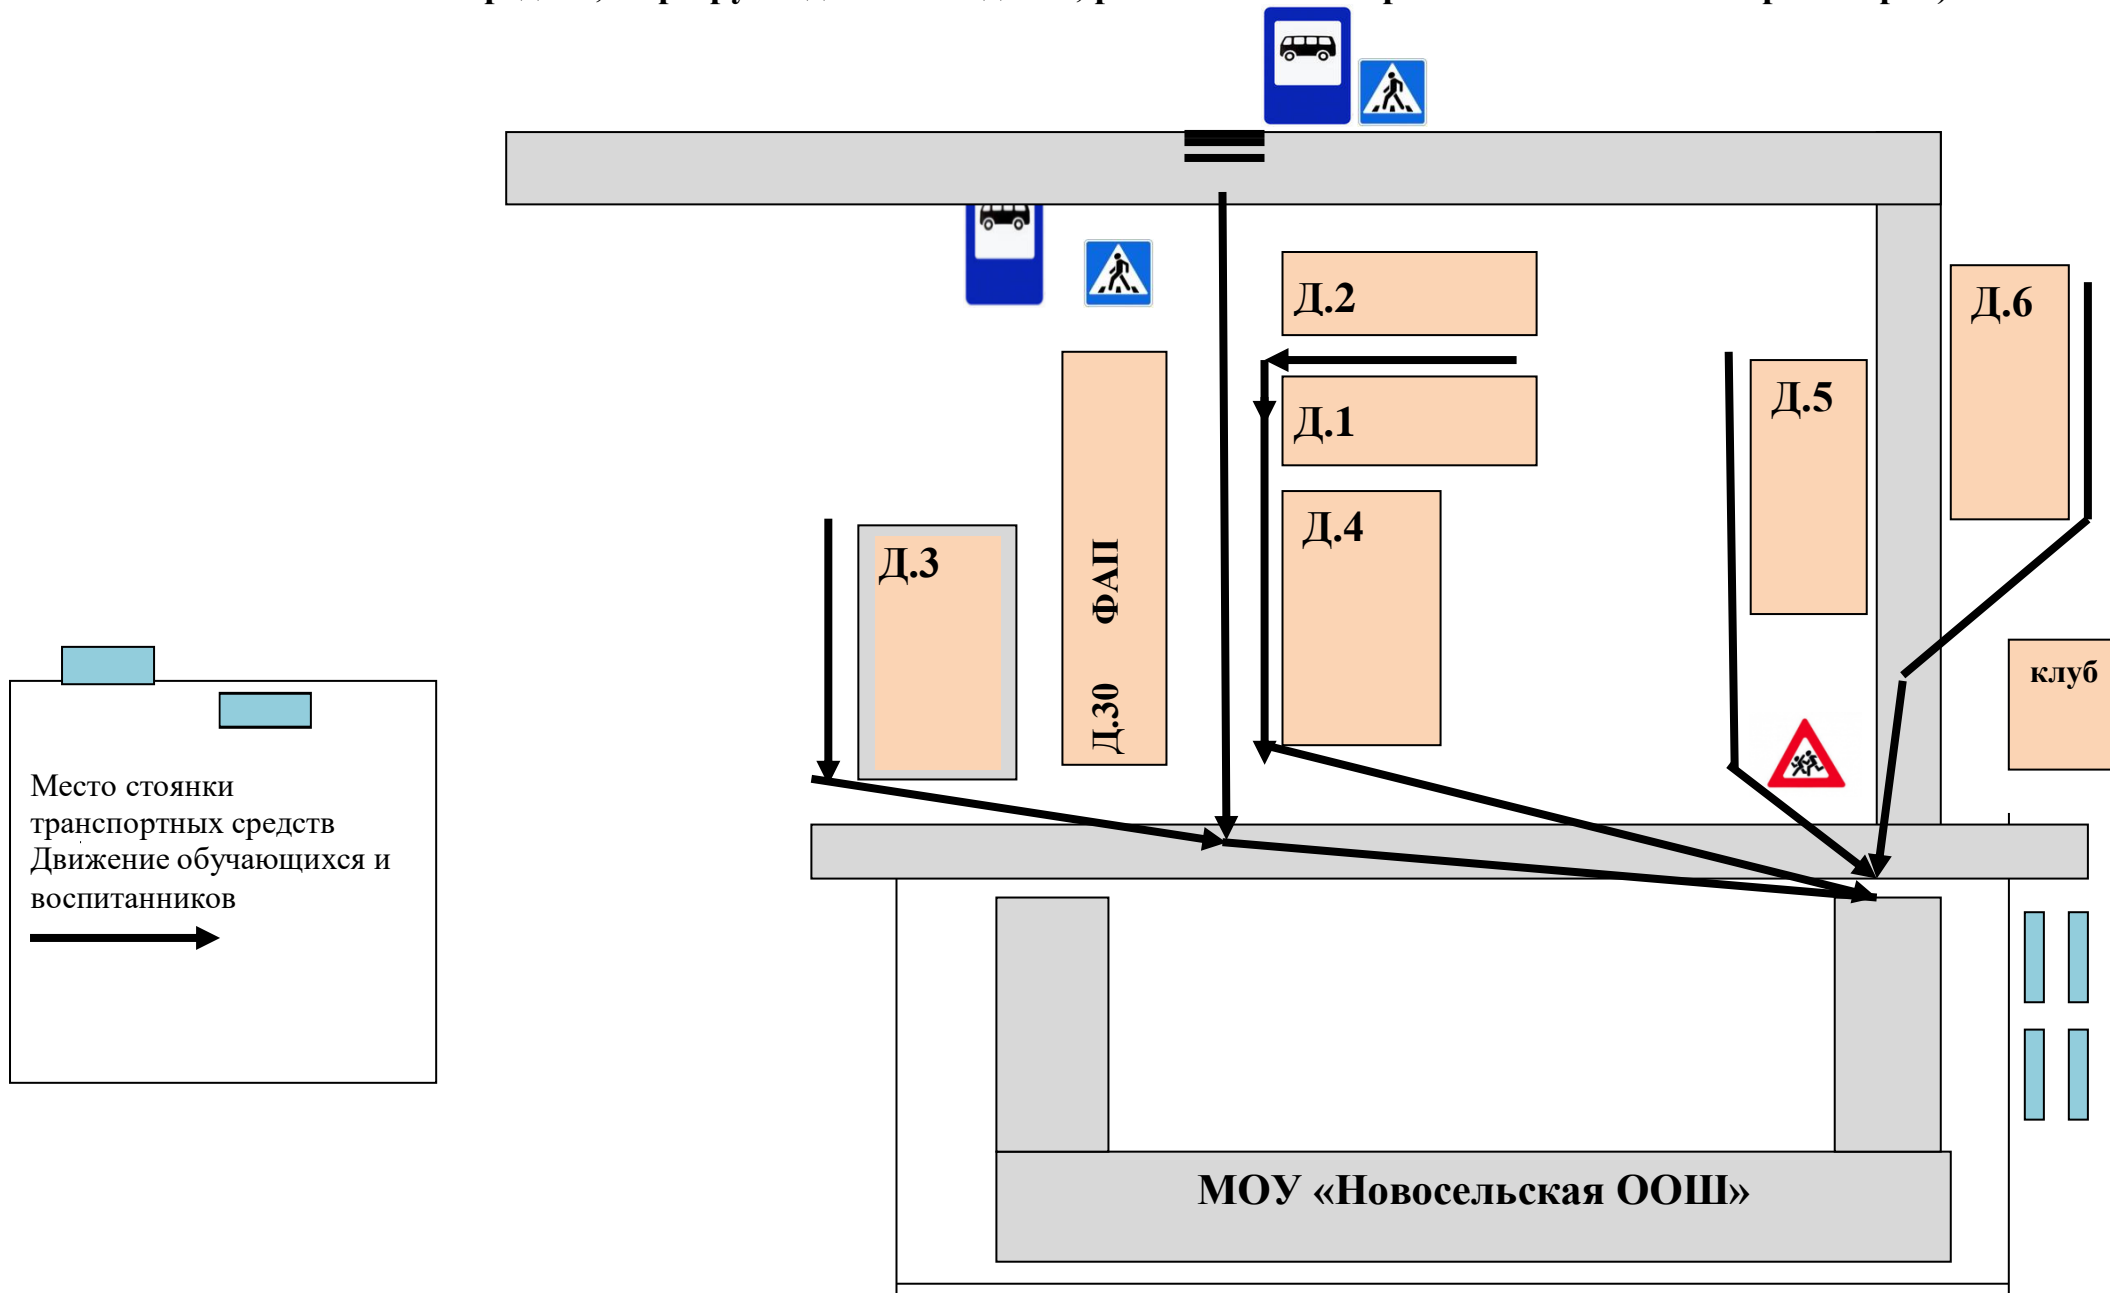 Д.2
Д.6
Д.5
Д.1
Д.4
Д.3
Д.30 ФАП
клуб
Место стоянки
транспортных средств
Движение обучающихся и
воспитанников
МОУ «Новосельская ООШ»